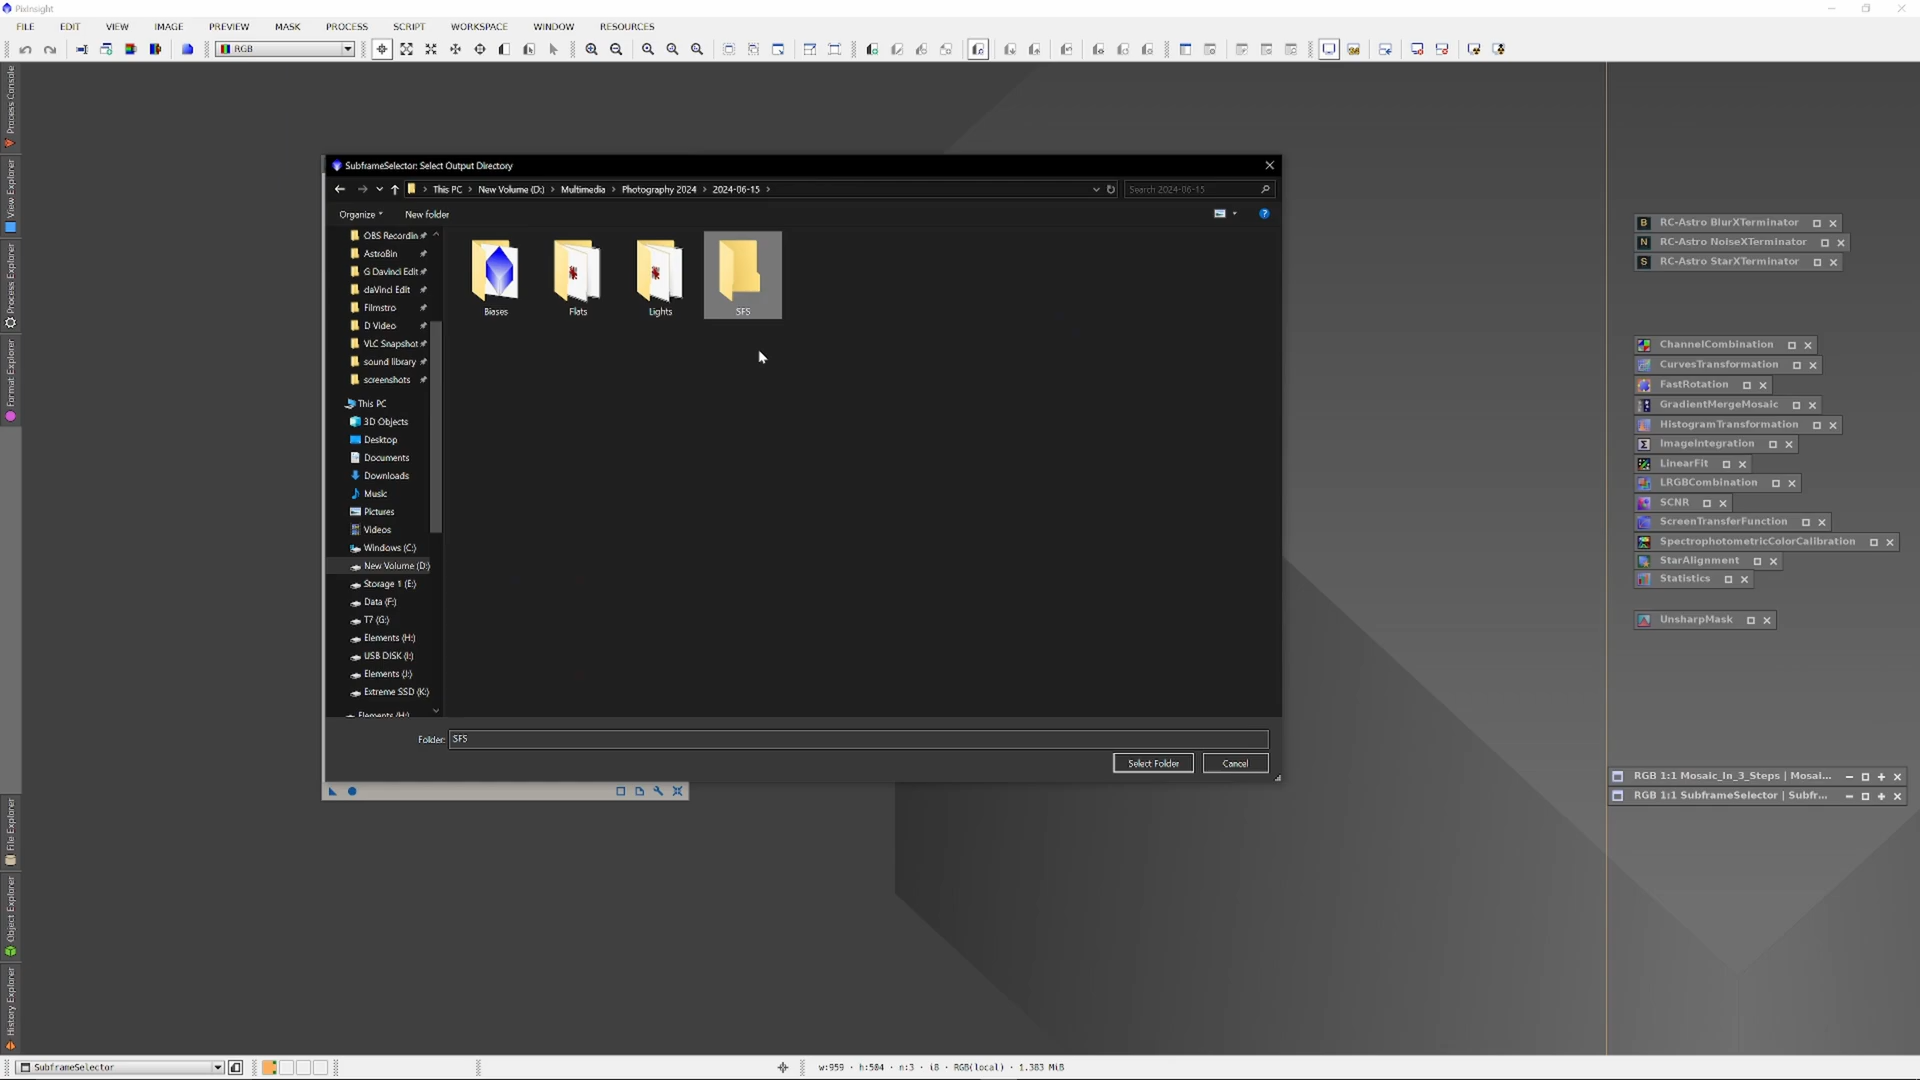 PixInsight
FILE EDIT VIEW IMAGE PREVIEW MASK PROCESS SCRIPT WORKSPACE WINDOW RESOURCES
RGB
Process Console
View Explorer
Process Explorer
Format Explorer
File Explorer
Object Explorer
History Explorer
SubframeSelector: Select Output Directory
This PC > New Volume (D:) > Multimedia > Photography 2024 > 2024-06-15 >
Search 2024-06-15
Organize New folder
OBS Recordin
AstroBin
G Davinci Edit
daVinci Edit
Filmstro
D Video
VLC Snapshot
sound library
screenshots
This PC
3D Objects
Desktop
Documents
Downloads
Music
Pictures
Videos
Windows (C:)
New Volume (D:)
Storage 1 (E:)
Data (F:)
T7 (G:)
Elements (H:)
USB DISK (I:)
Elements (J:)
Extreme SSD (K:)
Elements (H:)
Biases Flats Lights SFS
Folder: SFS
Select Folder Cancel
B RC-Astro BlurXTerminator
N RC-Astro NoiseXTerminator
S RC-Astro StarXTerminator
ChannelCombination
CurvesTransformation
FastRotation
GradientMergeMosaic
HistogramTransformation
ImageIntegration
LinearFit
LRGBCombination
SCNR
ScreenTransferFunction
SpectrophotometricColorCalibration
StarAlignment
Statistics
UnsharpMask
RGB 1:1 Mosaic_In_3_Steps | Mosai...
RGB 1:1 SubframeSelector | Subfr...
SubframeSelector
w:959 · h:504 · n:3 · i8 · RGB(local) · 1.383 MiB